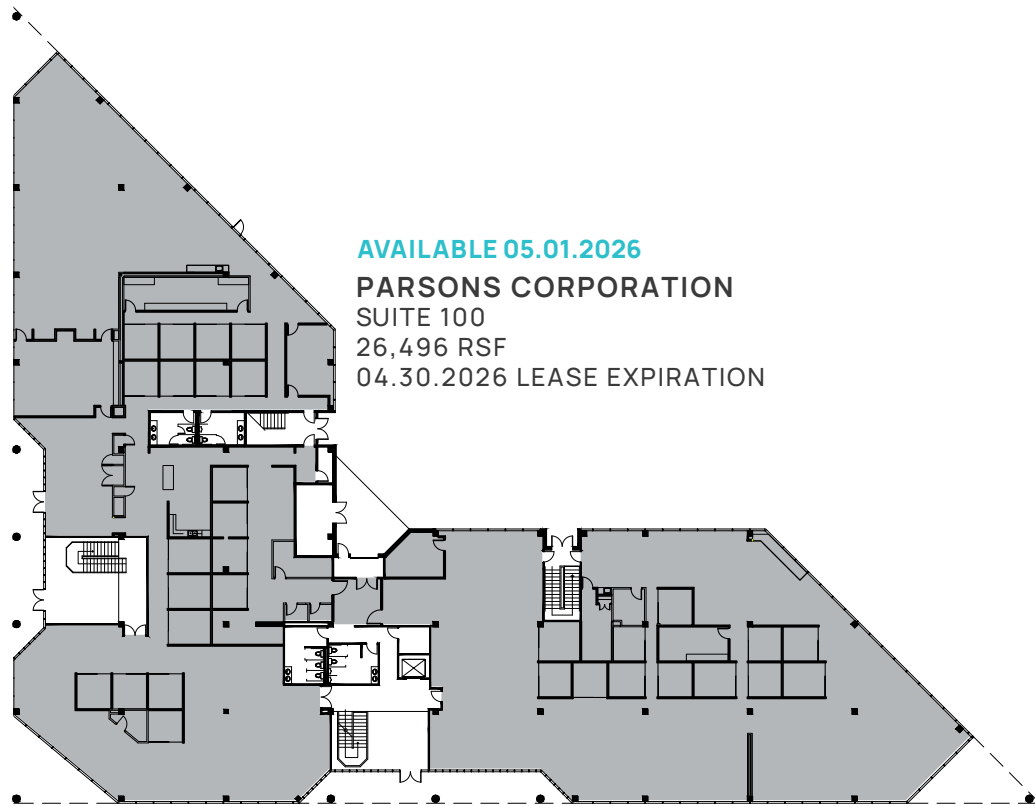 AVAILABLE 05.01.2026
PARSONS CORPORATION
SUITE 100
26,496 RSF
04.30.2026 LEASE EXPIRATION